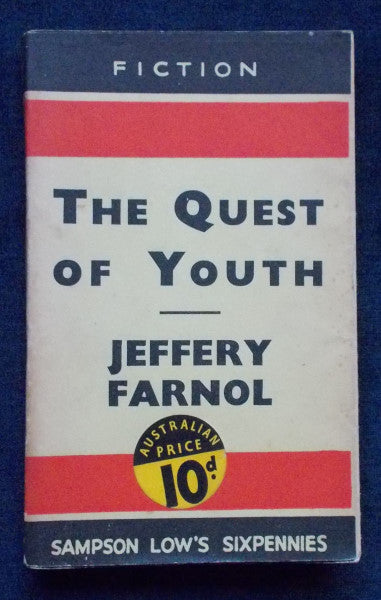 FICTION
THE QUEST
OF YOUTH
JEFFERY
FARNOL
AUSTRALIAN
PRICE
10d.
SAMPSON LOW'S SIXPENNIES